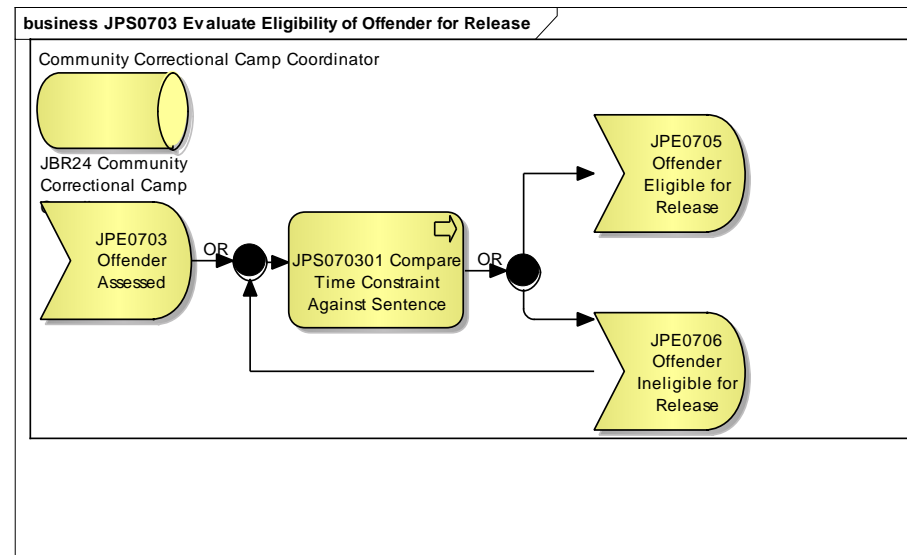 business JPS0703 Evaluate Eligibility of Offender for Release
Community Correctional Camp Coordinator
JBR24 Community
Correctional Camp
JPE0703
Offender
Assessed
OR
JPS070301 Compare
Time Constraint
Against Sentence
OR
JPE0705
Offender
Eligible for
Release
JPE0706
Offender
Ineligible for
Release